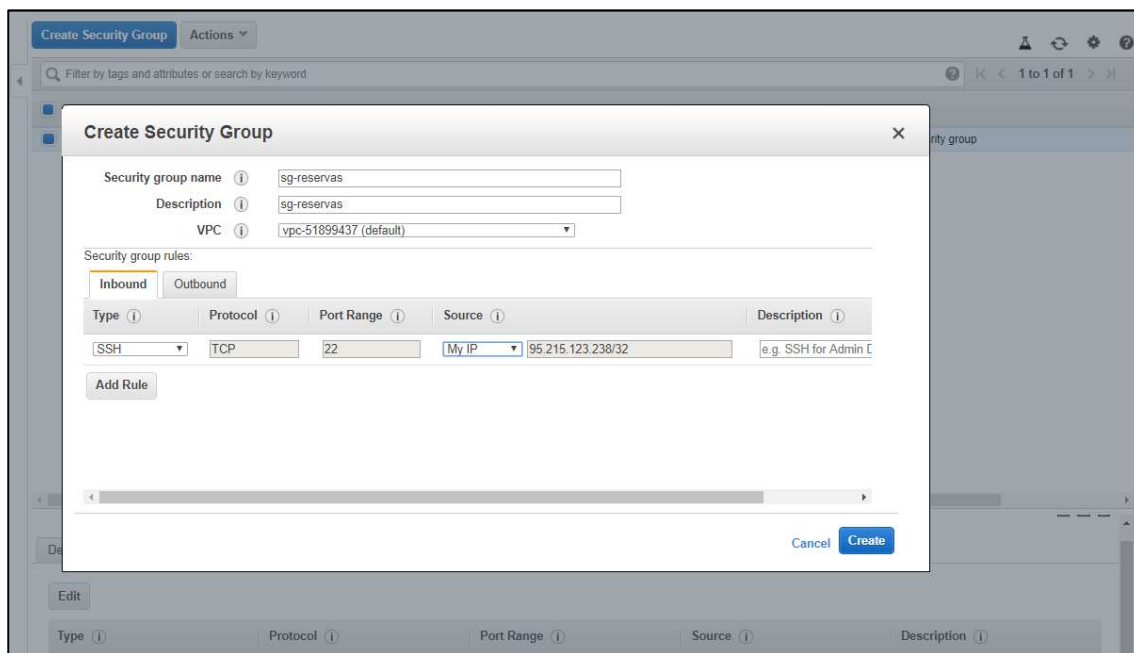 Create Security Group Actions
Filter by tags and attributes or search by keyword 1 to 1 of 1
Create Security Group
rity group
Security group name sg-reservas
Description sg-reservas
VPC vpc-51899437 (default)
Security group rules:
Inbound Outbound
Type Protocol Port Range Source Description
SSH TCP 22 My IP 95.215.123.238/32 e.g. SSH for Admin D
Add Rule
Cancel Create
De
Edit
Type Protocol Port Range Source Description